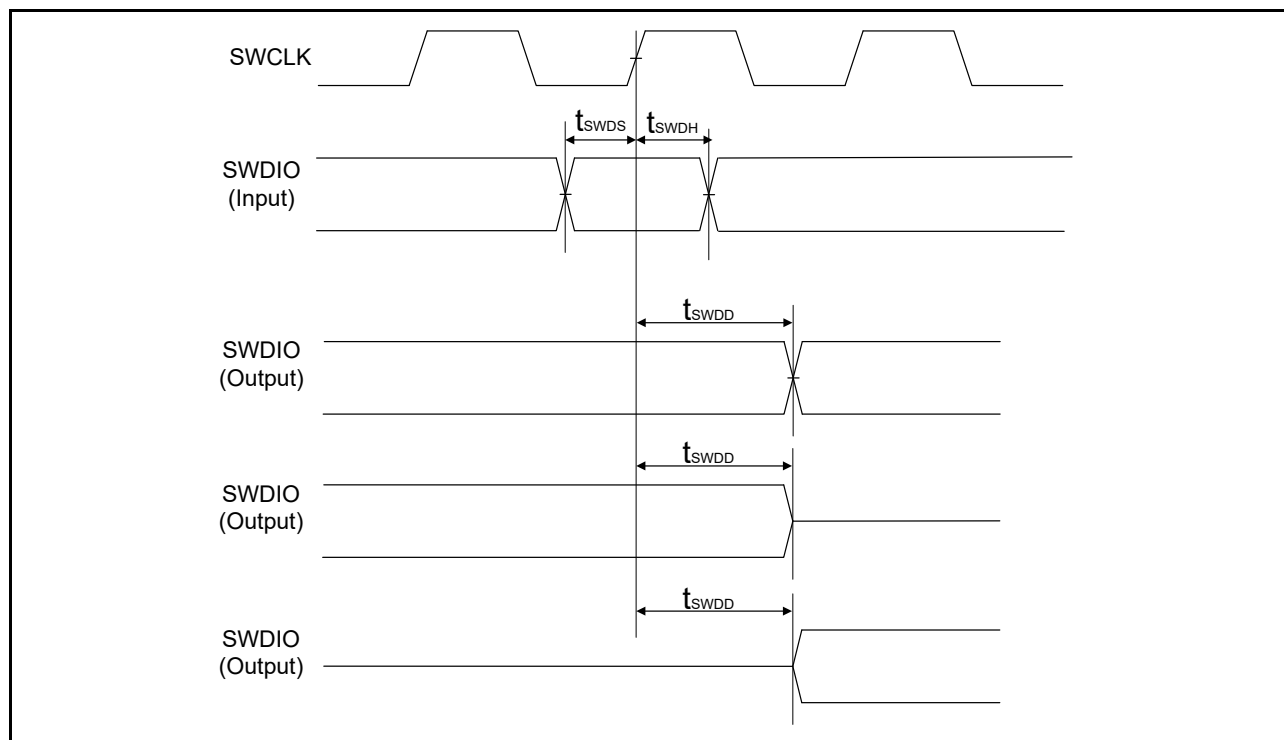 SWCLK
tSWDS
tSWDH
SWDIO
(Input)
tSWDD
SWDIO
(Output)
tSWDD
SWDIO
(Output)
tSWDD
SWDIO
(Output)